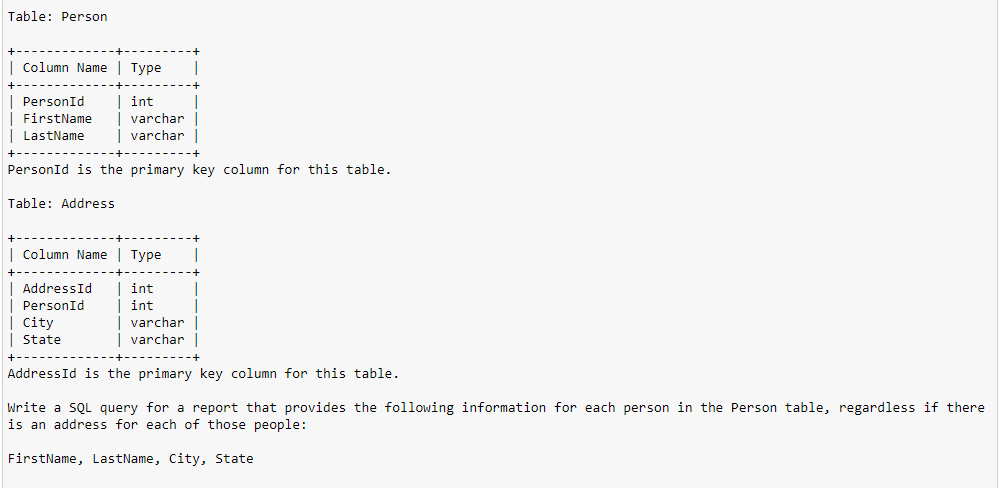 Table: Person
+-------------+---------+
| Column Name | Type    |
+-------------+---------+
| PersonId    | int     |
| FirstName   | varchar |
| LastName    | varchar |
+-------------+---------+
PersonId is the primary key column for this table.
Table: Address
+-------------+---------+
| Column Name | Type    |
+-------------+---------+
| AddressId   | int     |
| PersonId    | int     |
| City        | varchar |
| State       | varchar |
+-------------+---------+
AddressId is the primary key column for this table.
Write a SQL query for a report that provides the following information for each person in the Person table, regardless if there
is an address for each of those people:
FirstName, LastName, City, State